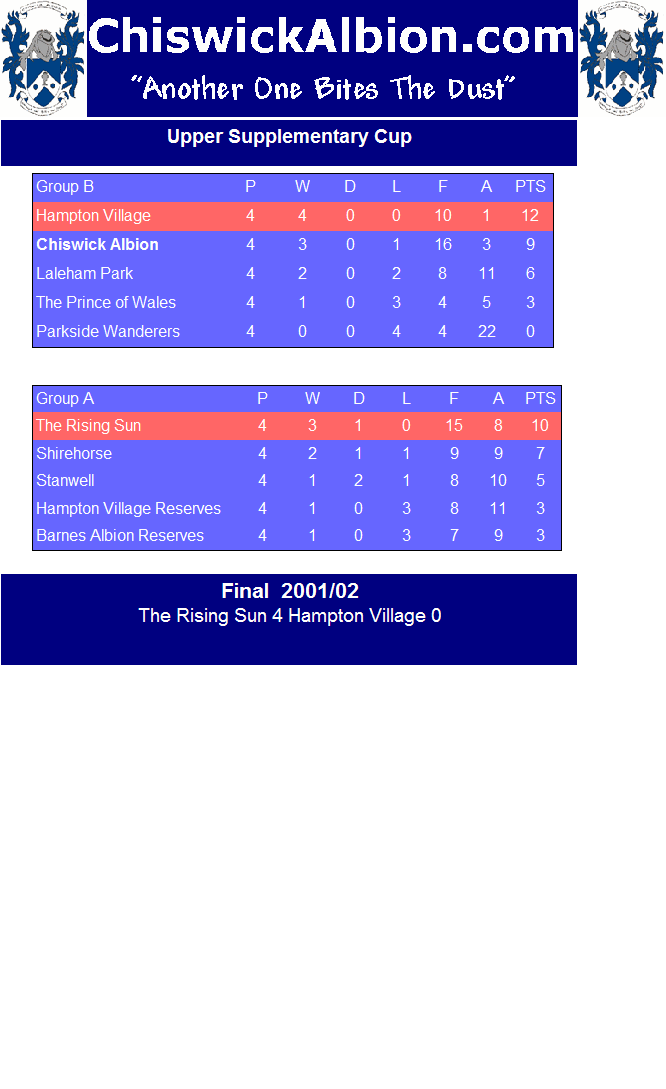 ChiswickAlbion.com
"Another One Bites The Dust"
Upper Supplementary Cup
Group B P W D L F A PTS
Hampton Village 4 4 0 0 10 1 12
Chiswick Albion 4 3 0 1 16 3 9
Laleham Park 4 2 0 2 8 11 6
The Prince of Wales 4 1 0 3 4 5 3
Parkside Wanderers 4 0 0 4 4 22 0
Group A P W D L F A PTS
The Rising Sun 4 3 1 0 15 8 10
Shirehorse 4 2 1 1 9 9 7
Stanwell 4 1 2 1 8 10 5
Hampton Village Reserves 4 1 0 3 8 11 3
Barnes Albion Reserves 4 1 0 3 7 9 3
Final 2001/02
The Rising Sun 4 Hampton Village 0